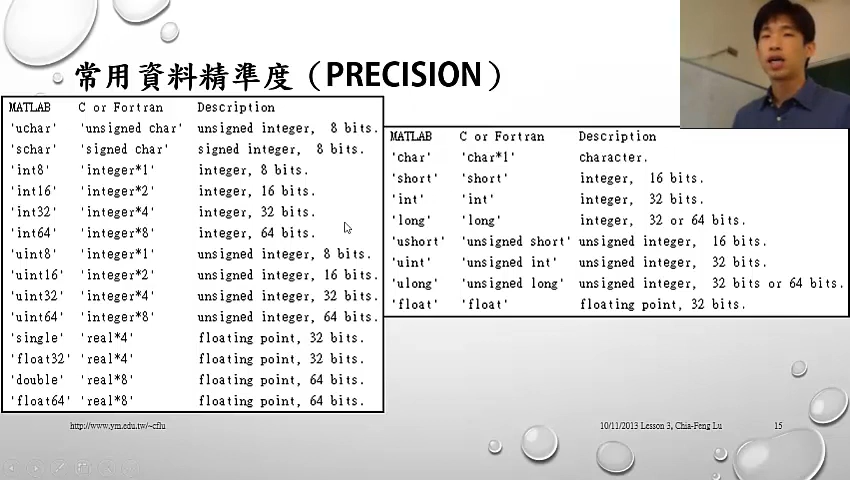 常用資料精準度（PRECISION）
MATLAB C or Fortran Description
'uchar' 'unsigned char' unsigned integer, 8 bits.
'schar' 'signed char' signed integer, 8 bits.
'int8' 'integer*1' integer, 8 bits.
'int16' 'integer*2' integer, 16 bits.
'int32' 'integer*4' integer, 32 bits.
'int64' 'integer*8' integer, 64 bits.
'uint8' 'integer*1' unsigned integer, 8 bits.
'uint16' 'integer*2' unsigned integer, 16 bits.
'uint32' 'integer*4' unsigned integer, 32 bits.
'uint64' 'integer*8' unsigned integer, 64 bits.
'single' 'real*4' floating point, 32 bits.
'float32' 'real*4' floating point, 32 bits.
'double' 'real*8' floating point, 64 bits.
'float64' 'real*8' floating point, 64 bits.
MATLAB C or Fortran Description
'char' 'char*1' character.
'short' 'short' integer, 16 bits.
'int' 'int' integer, 32 bits.
'long' 'long' integer, 32 or 64 bits.
'ushort' 'unsigned short' unsigned integer, 16 bits.
'uint' 'unsigned int' unsigned integer, 32 bits.
'ulong' 'unsigned long' unsigned integer, 32 bits or 64 bits.
'float' 'float' floating point, 32 bits.
http://www.ym.edu.tw/~cflu
10/11/2013 Lesson 3, Chia-Feng Lu
15